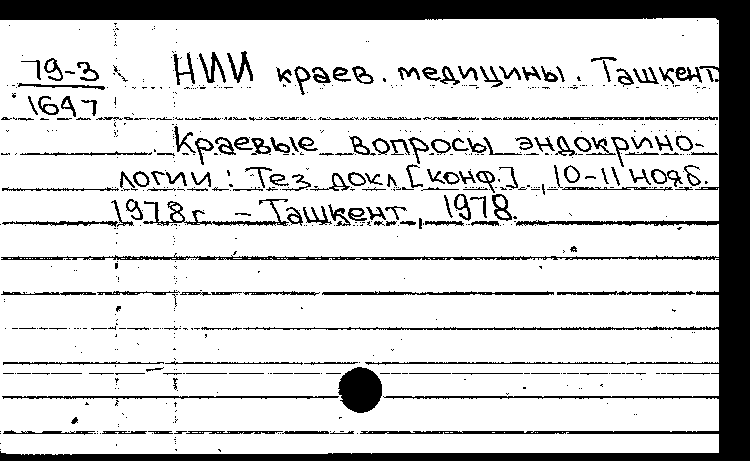 79-3
1647
НИИ краев. медицины. Ташкент.
Краевые вопросы эндокрино-
логии: Тез. докл [конф.], 10-11 нояб.
1978 г. - Ташкент, 1978.